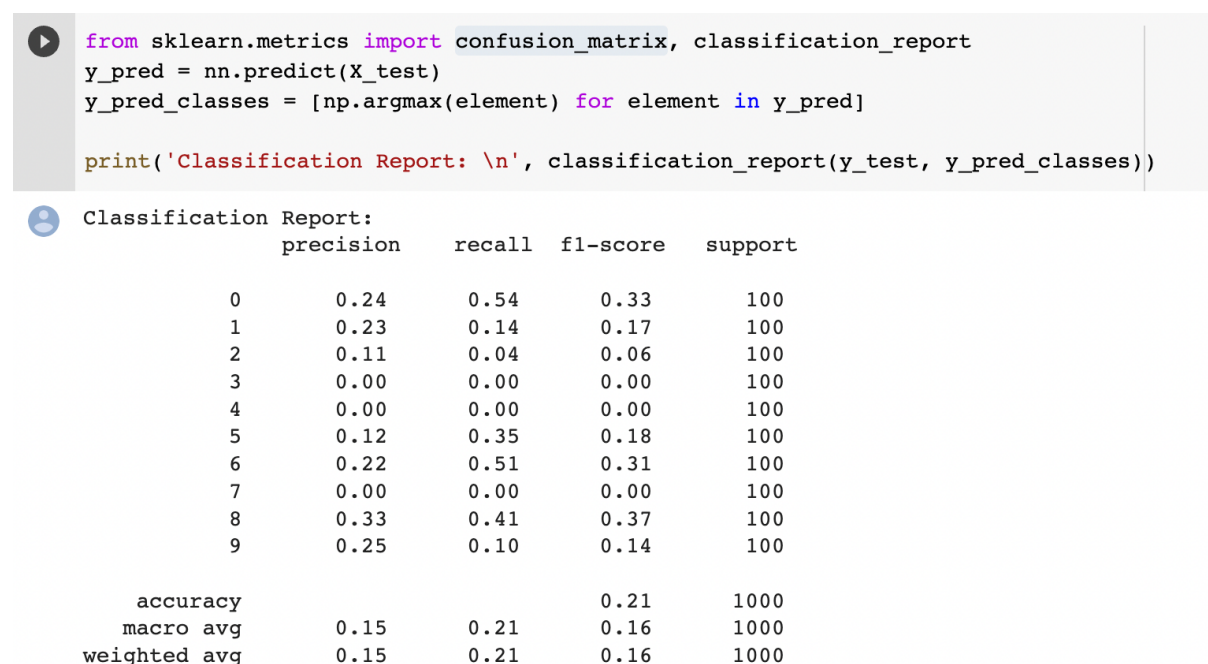 from sklearn.metrics import confusion_matrix, classification_report
y_pred = nn.predict(X_test)
y_pred_classes = [np.argmax(element) for element in y_pred]
print('Classification Report: \n', classification_report(y_test, y_pred_classes))
Classification Report:
precision recall f1-score support
0 0.24 0.54 0.33 100
1 0.23 0.14 0.17 100
2 0.11 0.04 0.06 100
3 0.00 0.00 0.00 100
4 0.00 0.00 0.00 100
5 0.12 0.35 0.18 100
6 0.22 0.51 0.31 100
7 0.00 0.00 0.00 100
8 0.33 0.41 0.37 100
9 0.25 0.10 0.14 100
accuracy 0.21 1000
macro avg 0.15 0.21 0.16 1000
weighted avg 0.15 0.21 0.16 1000